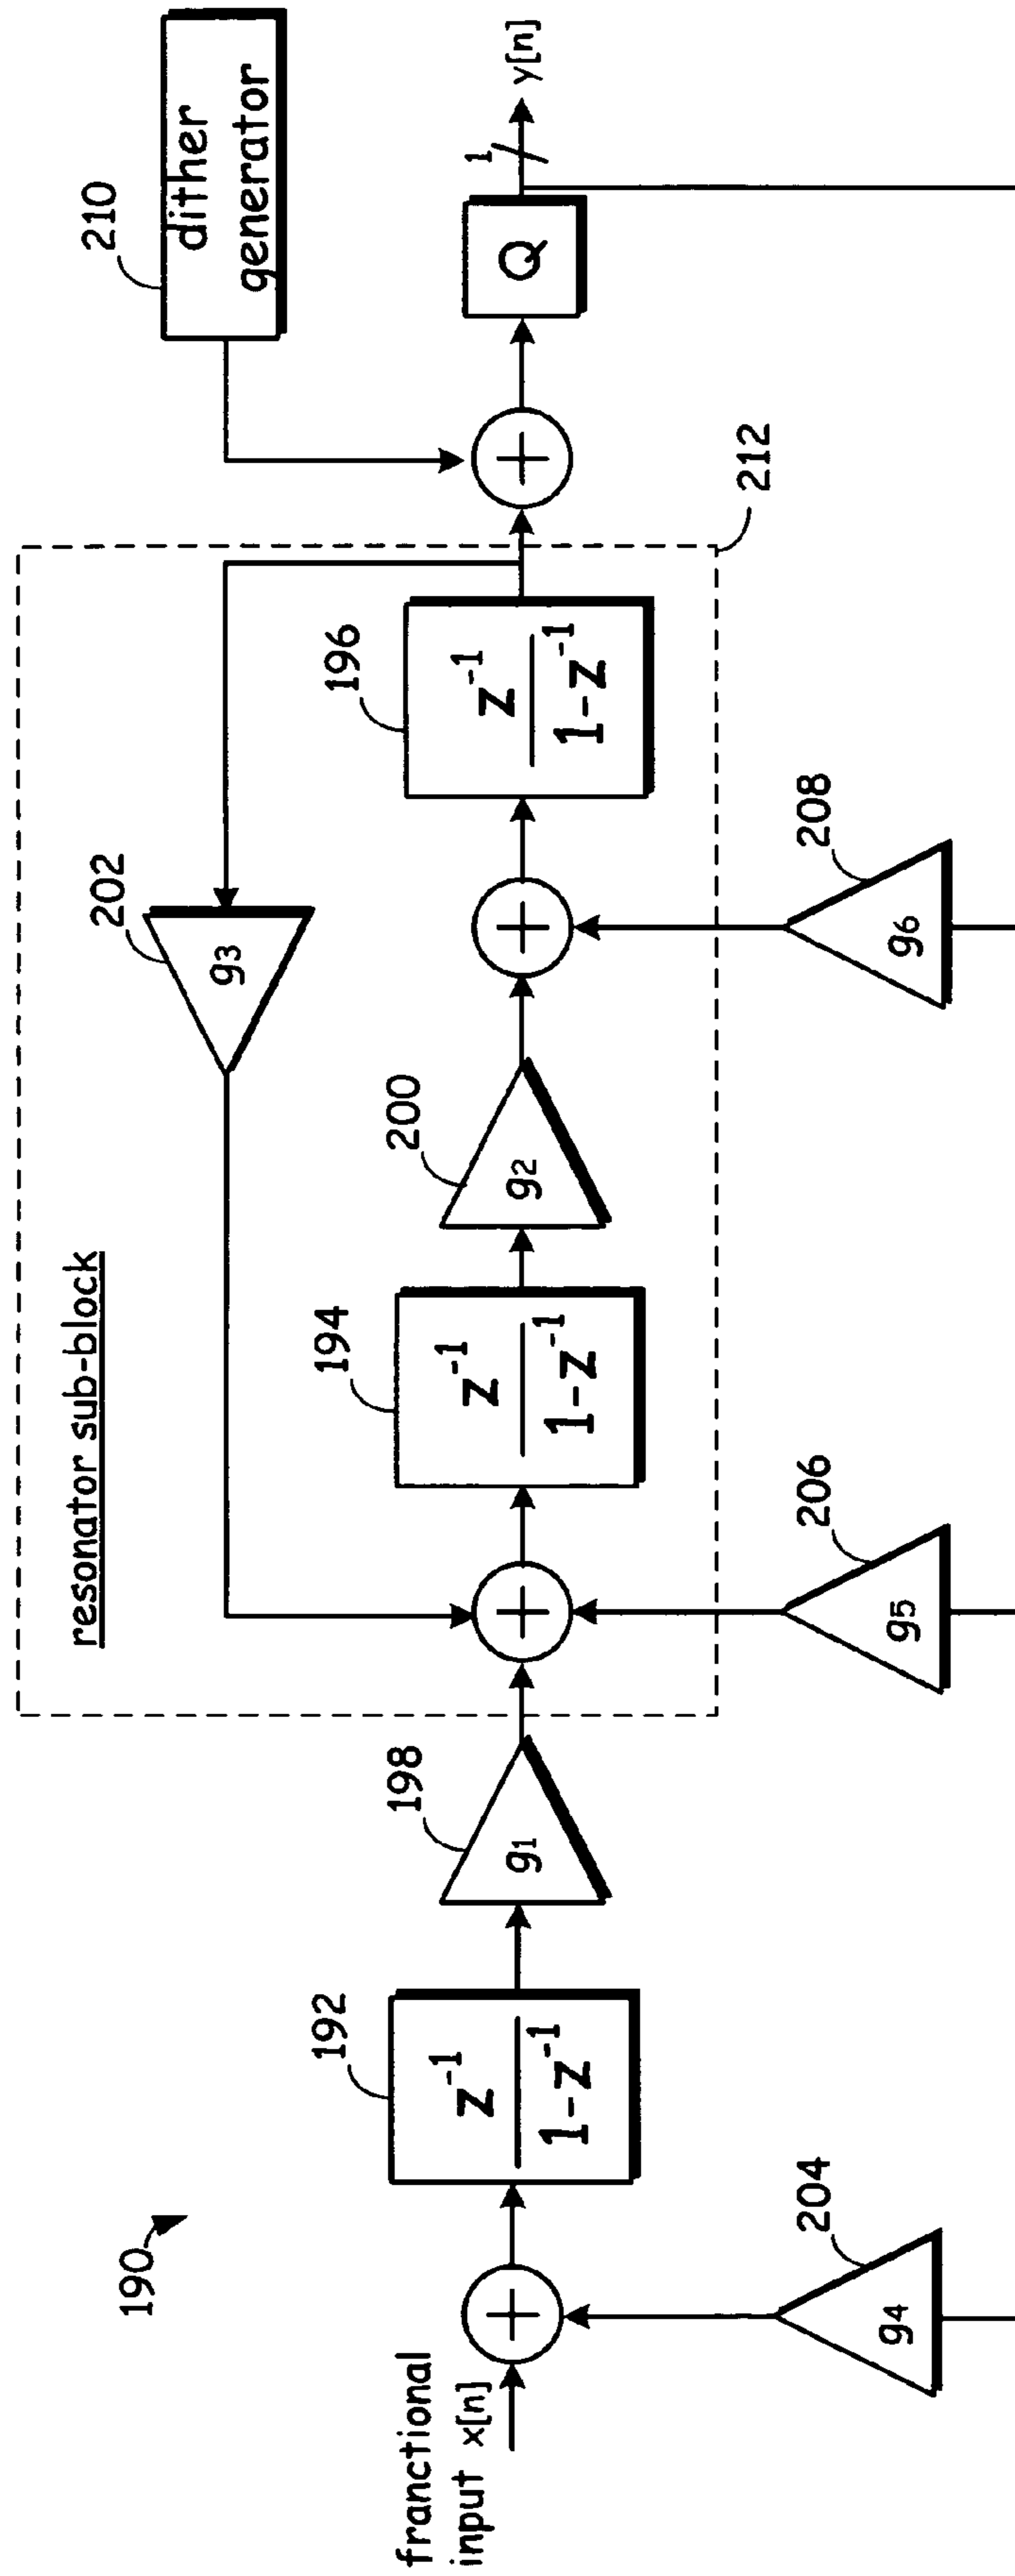 190
franctional
input x[n]
204
g4
192
z⁻¹
1-z⁻¹
198
g1
resonator sub-block
206
g5
194
z⁻¹
1-z⁻¹
200
g2
202
g3
208
g6
196
z⁻¹
1-z⁻¹
212
210
dither
generator
Q
1
y[n]